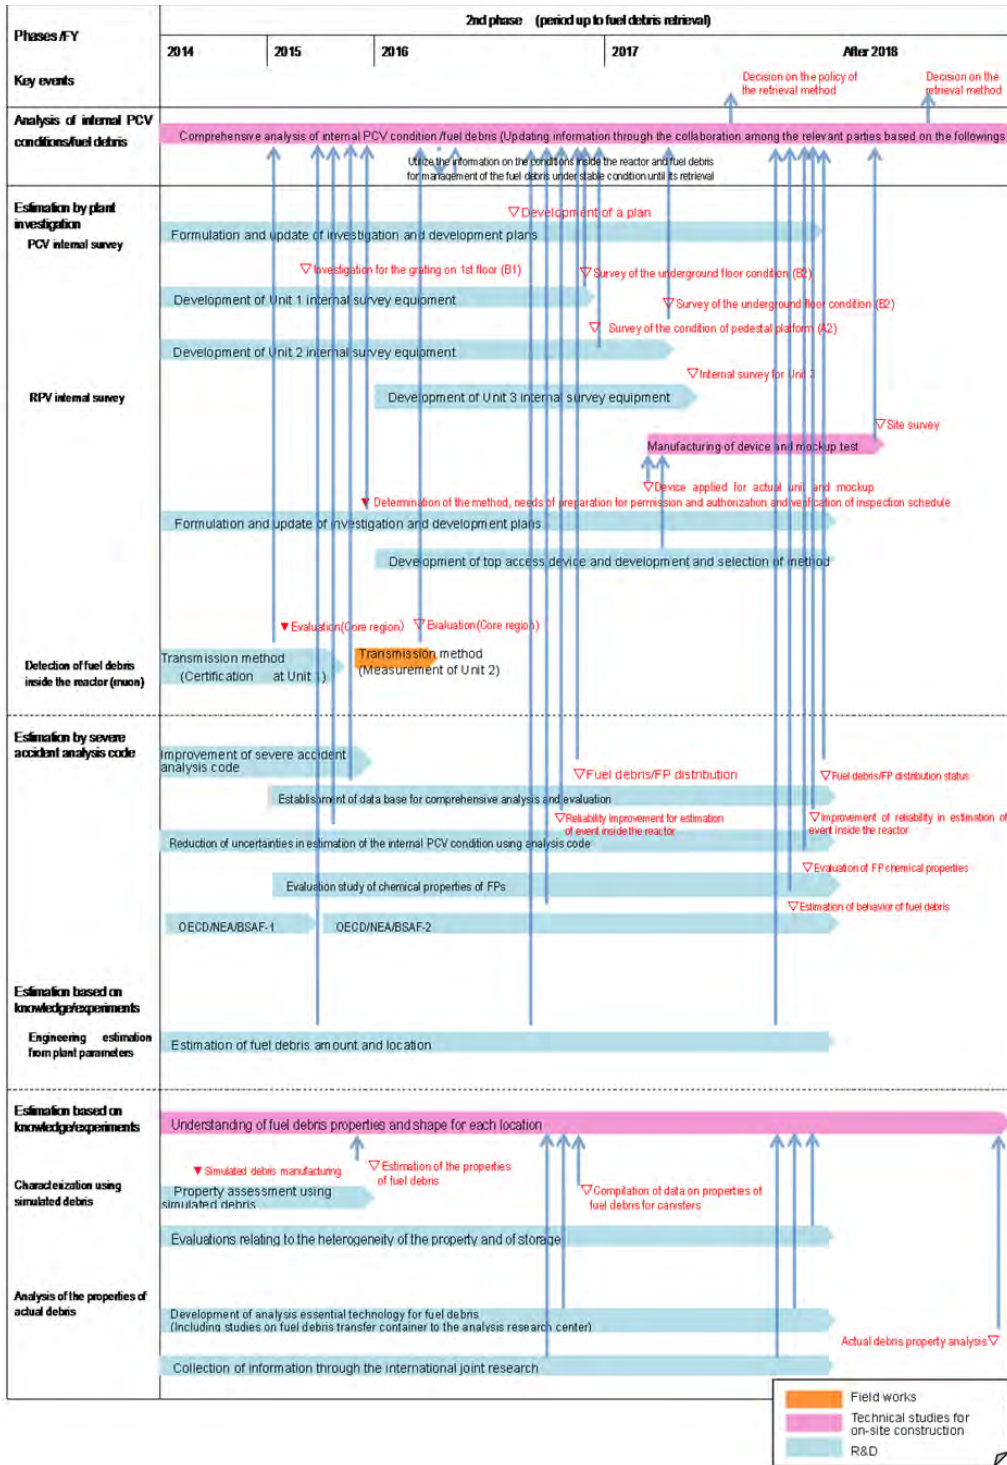 Phases /FY
2nd phase (period up to fuel debris retrieval)
2014
2015
2016
2017
After 2018
Key events
Decision on the policy of
the retrieval method
Decision on the
retrieval method
Analysis of internal PCV
conditions/fuel debris
Comprehensive analysis of internal PCV condition /fuel debris (Updating information through the collaboration among the relevant parties based on the followings
Utilize the information on the conditions inside the reactor and fuel debris
for management of the fuel debris under stable condition until its retrieval
Estimation by plant
investigation
PCV internal survey
▽Development of a plan
Formulation and update of investigation and development plans
▽Investigation for the grating on 1st floor (B1)
▽Survey of the underground floor condition (B2)
Development of Unit 1 internal survey equipment
▽Survey of the underground floor condition (B2)
▽ Survey of the condition of pedestal platform (A2)
Development of Unit 2 internal survey equipment
▽Internal survey for Unit
RPV internal survey
Development of Unit 3 internal survey equipment
▽Site survey
Manufacturing of device and mockup test
▽Device applied for actual unit and mockup
▼ Determination of the method, needs of preparation for permission and authorization and verification of inspection schedule
Formulation and update of investigation and development plans
Development of top access device and development and selection of method
▼Evaluation(Core region)
▽Evaluation(Core region)
Detection of fuel debris
inside the reactor (muon)
Transmission method
(Certification at Unit 1)
Transmission method
(Measurement of Unit 2)
Estimation by severe
accident analysis code
Improvement of severe accident
analysis code
▽Fuel debris/FP distribution
▽Fuel debris/FP distribution status
Establishment of data base for comprehensive analysis and evaluation
▽Reliability improvement for estimation
of event inside the reactor
▽Improvement of reliability in estimation of
event inside the reactor
Reduction of uncertainties in estimation of the internal PCV condition using analysis code
▽Evaluation of FP chemical properties
Evaluation study of chemical properties of FPs
▽Estimation of behavior of fuel debris
OECD/NEA/BSAF-1
OECD/NEA/BSAF-2
Estimation based on
knowledge/experiments
Engineering estimation
from plant parameters
Estimation of fuel debris amount and location
Estimation based on
knowledge/experiments
Understanding of fuel debris properties and shape for each location
▼Simulated debris manufacturing
▽Estimation of the properties
of fuel debris
Characterization using
simulated debris
Property assessment using
simulated debris
▽Compilation of data on properties of
fuel debris for canisters
Evaluations relating to the heterogeneity of the property and of storage
Analysis of the properties of
actual debris
Development of analysis essential technology for fuel debris
(Including studies on fuel debris transfer container to the analysis research center)
Actual debris property analysis▽
Collection of information through the international joint research
Field works
Technical studies for
on-site construction
R&D